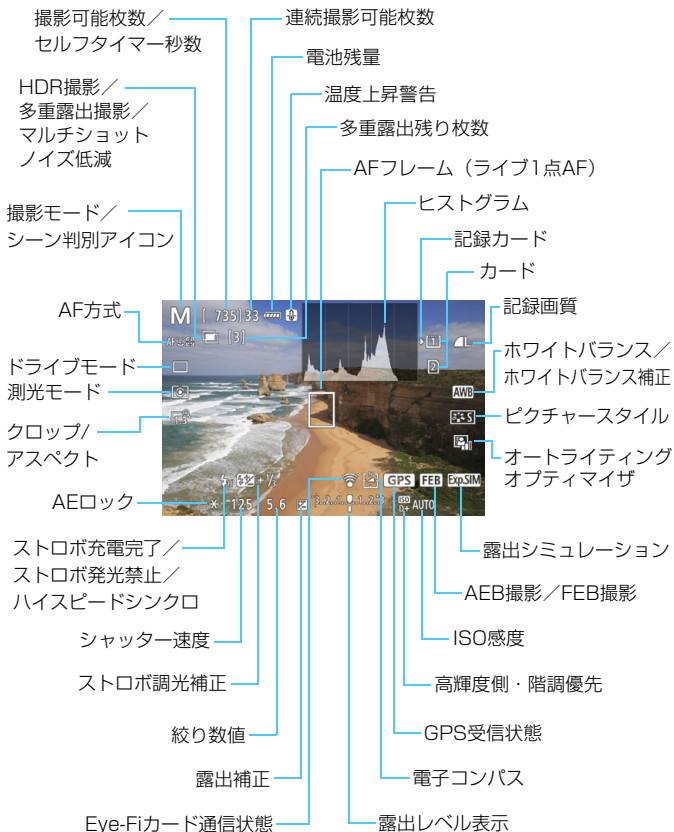 撮影可能枚数／
セルフタイマー秒数
連続撮影可能枚数
電池残量
HDR撮影／
多重露出撮影／
マルチショット
ノイズ低減
温度上昇警告
多重露出残り枚数
AFフレーム（ライブ1点AF）
ヒストグラム
撮影モード／
シーン判別アイコン
記録カード
カード
AF方式
記録画質
ドライブモード
測光モード
クロップ/
アスペクト
ホワイトバランス／
ホワイトバランス補正
ピクチャースタイル
オートライティング
オプティマイザ
M [ 735] 33
[3]
1
2
L
AWB
S
GPS FEB Exp.SIM
125 5.6 3..2..1..1..2..3 ISO D+ AUTO
AEロック
ストロボ充電完了／
ストロボ発光禁止／
ハイスピードシンクロ
露出シミュレーション
AEB撮影／FEB撮影
シャッター速度
ISO感度
ストロボ調光補正
高輝度側・階調優先
絞り数値
GPS受信状態
露出補正
電子コンパス
Eye-Fiカード通信状態
露出レベル表示